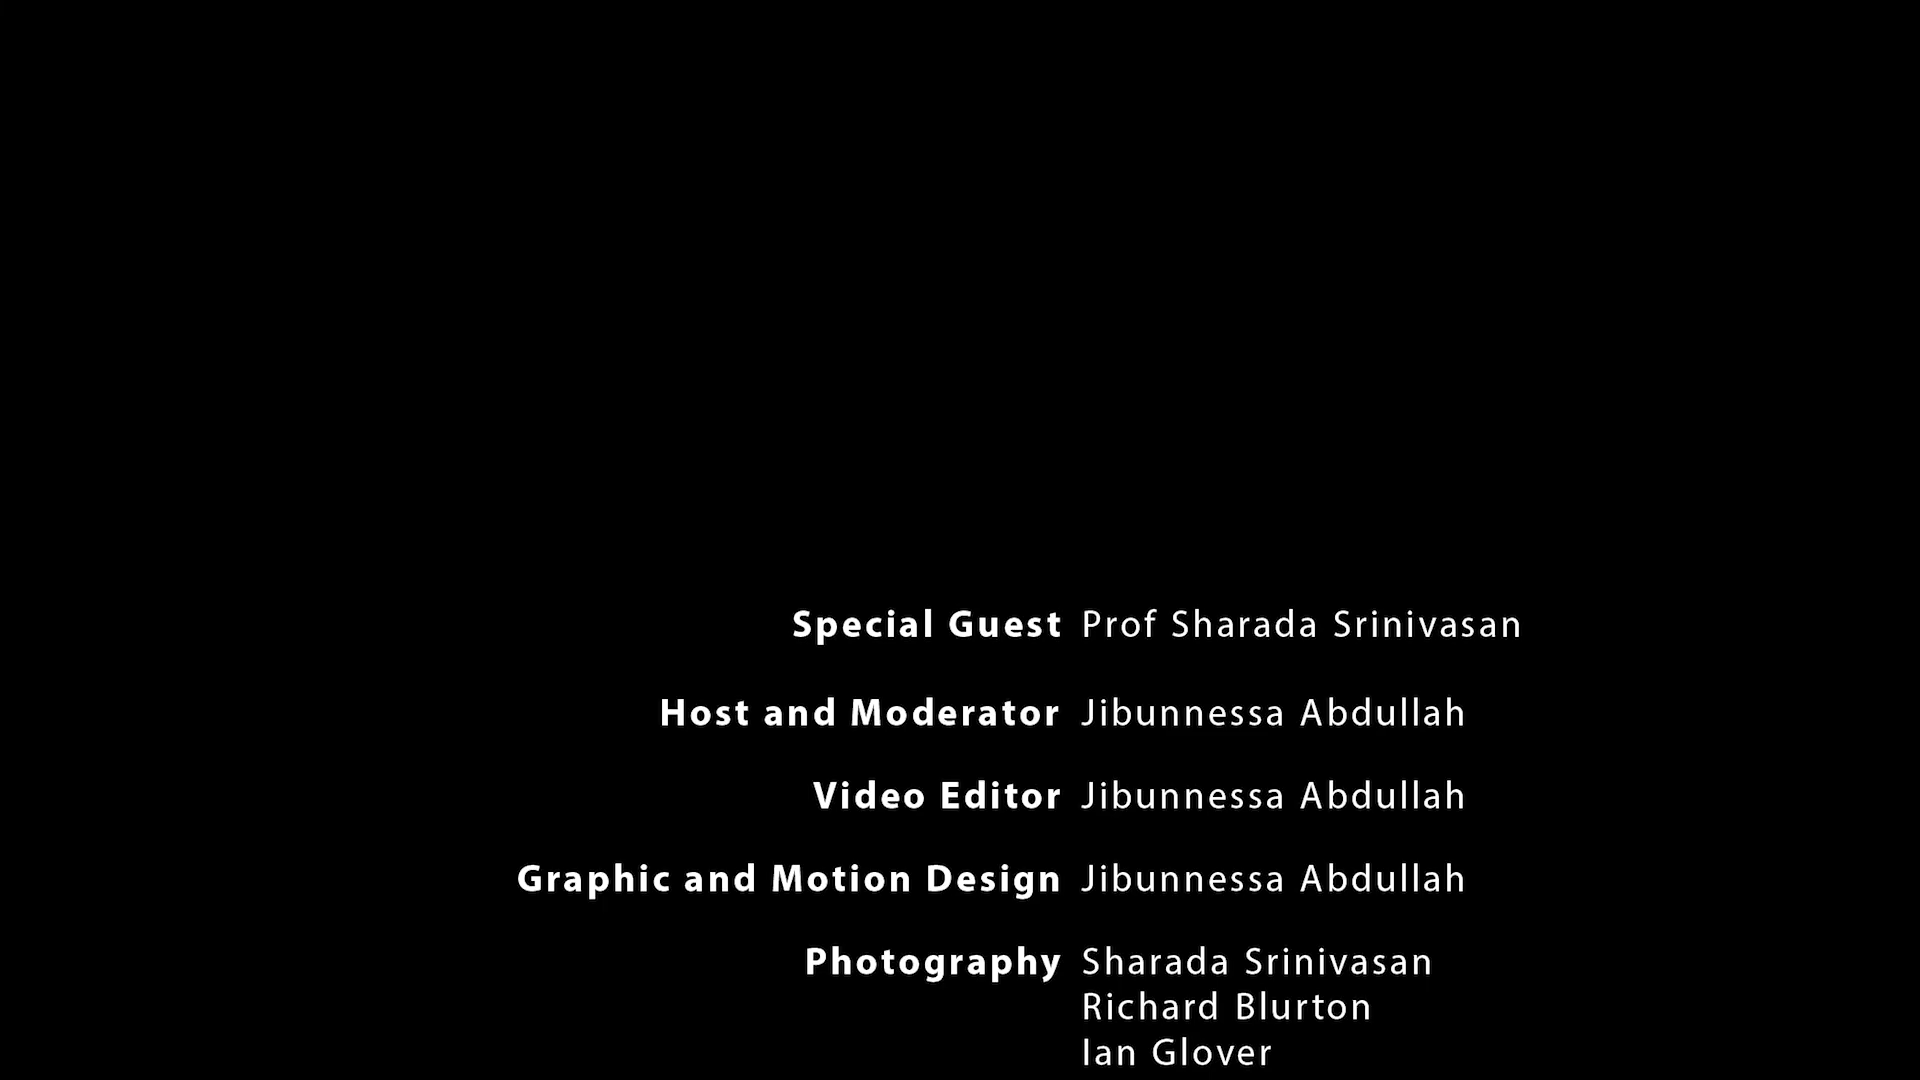 Special Guest Prof Sharada Srinivasan
Host and Moderator Jibunnessa Abdullah
Video Editor Jibunnessa Abdullah
Graphic and Motion Design Jibunnessa Abdullah
Photography Sharada Srinivasan
Richard Blurton
Ian Glover